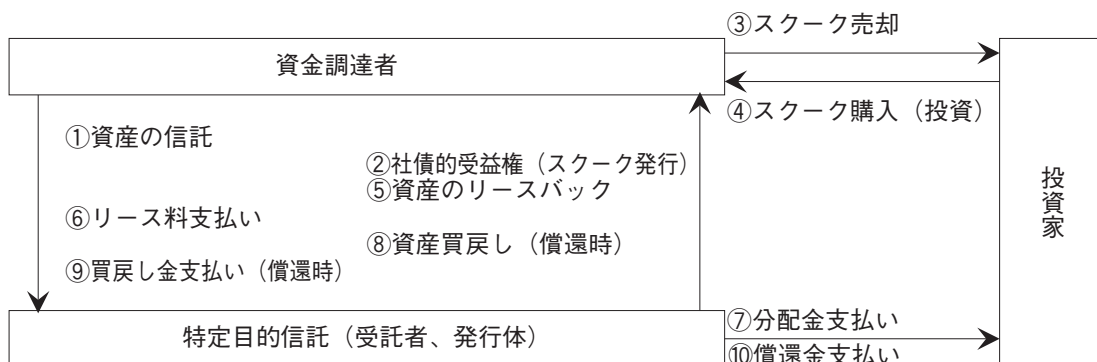 ③スクーク売却
資金調達者
④スクーク購入（投資）
①資産の信託
②社債的受益権（スクーク発行）
⑤資産のリースバック
投資家
⑥リース料支払い
⑧資産買戻し（償還時）
⑨買戻し金支払い（償還時）
⑦分配金支払い
特定目的信託（受託者、発行体）
⑩償還金支払い